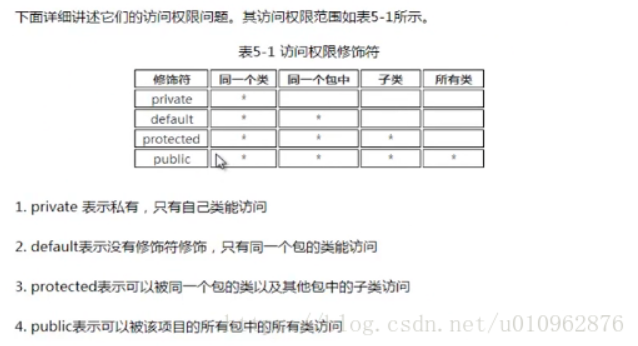 下面详细讲述它们的访问权限问题。其访问权限范围如表5-1所示。
表5-1 访问权限修饰符
修饰符 同一个类 同一个包中 子类 所有类
private *
default * *
protected * * *
public * * * *
1. private 表示私有，只有自己类能访问
2. default表示没有修饰符修饰，只有同一个包的类能访问
3. protected表示可以被同一个包的类以及其他包中的子类访问
4. public表示可以被该项目的所有包中的所有类访问
https://blog.csdn.net/u010962876